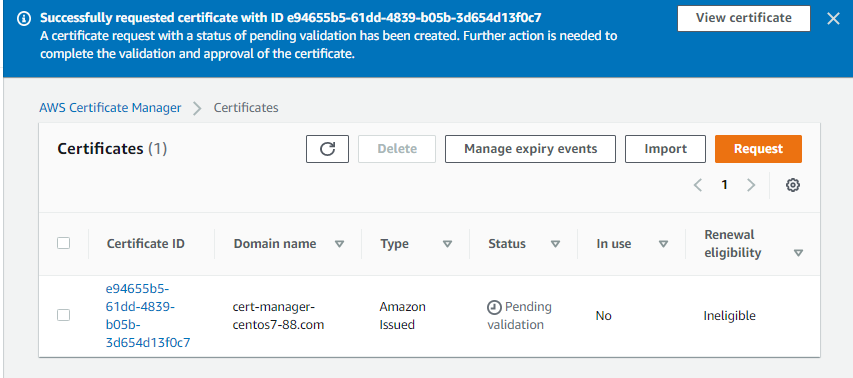 Successfully requested certificate with ID e94655b5-61dd-4839-b05b-3d654d13f0c7
View certificate
A certificate request with a status of pending validation has been created. Further action is needed to
complete the validation and approval of the certificate.
AWS Certificate Manager > Certificates
Certificates (1)
Delete
Manage expiry events
Import
Request
1
Certificate ID
Domain name
Type
Status
In use
Renewal
eligibility
e94655b5-
61dd-4839-
b05b-
3d654d13f0c7
cert-manager-
centos7-88.com
Amazon
Issued
Pending
validation
No
Ineligible